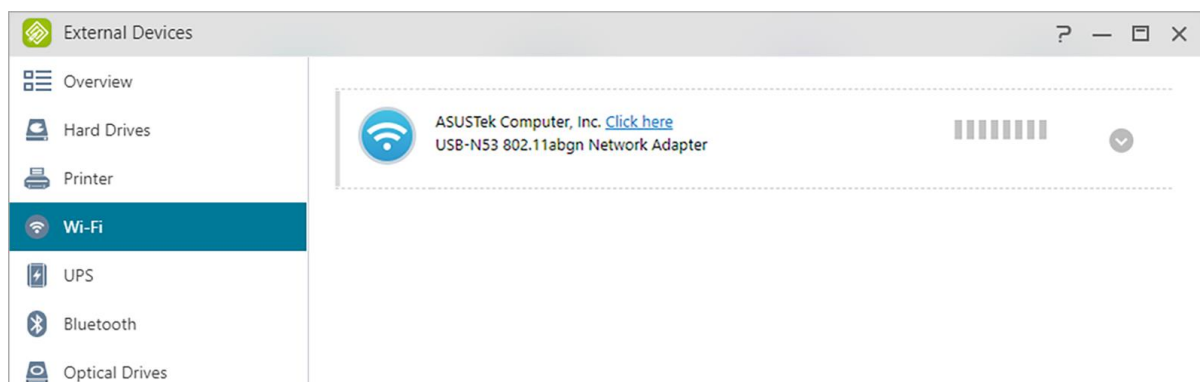 External Devices
Overview
Hard Drives
Printer
Wi-Fi
UPS
Bluetooth
Optical Drives
ASUSTek Computer, Inc. Click here
USB-N53 802.11abgn Network Adapter